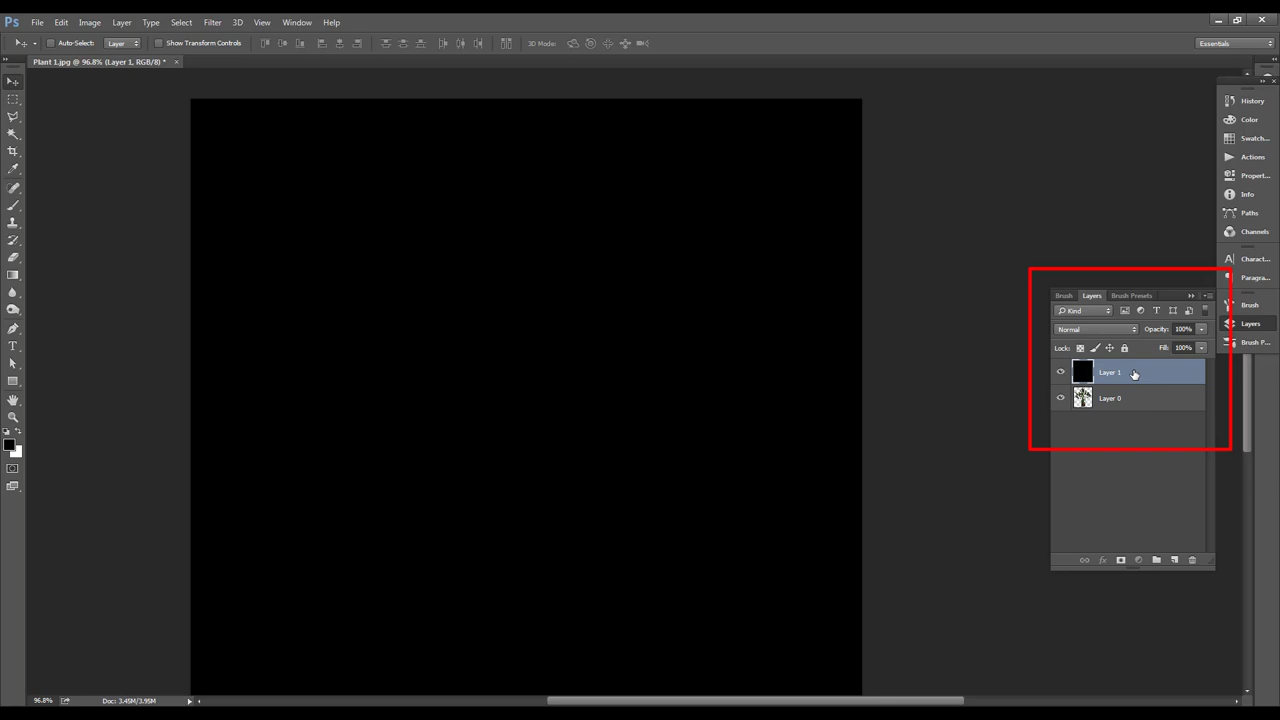 Ps File Edit Image Layer Type Select Filter 3D View Window Help
Auto-Select: Layer Show Transform Controls 3D Mode: Essentials
Plant 1.jpg @ 96.8% (Layer 1, RGB/8) * ×
History
Color
Swatch...
Actions
Propert...
Info
Paths
Channels
Charact...
Paragra...
Brush
Layers
Brush P...
Brush Layers Brush Presets
Kind
Normal Opacity: 100%
Lock: Fill: 100%
Layer 1
Layer 0
96.8% Doc: 3.45M/3.95M